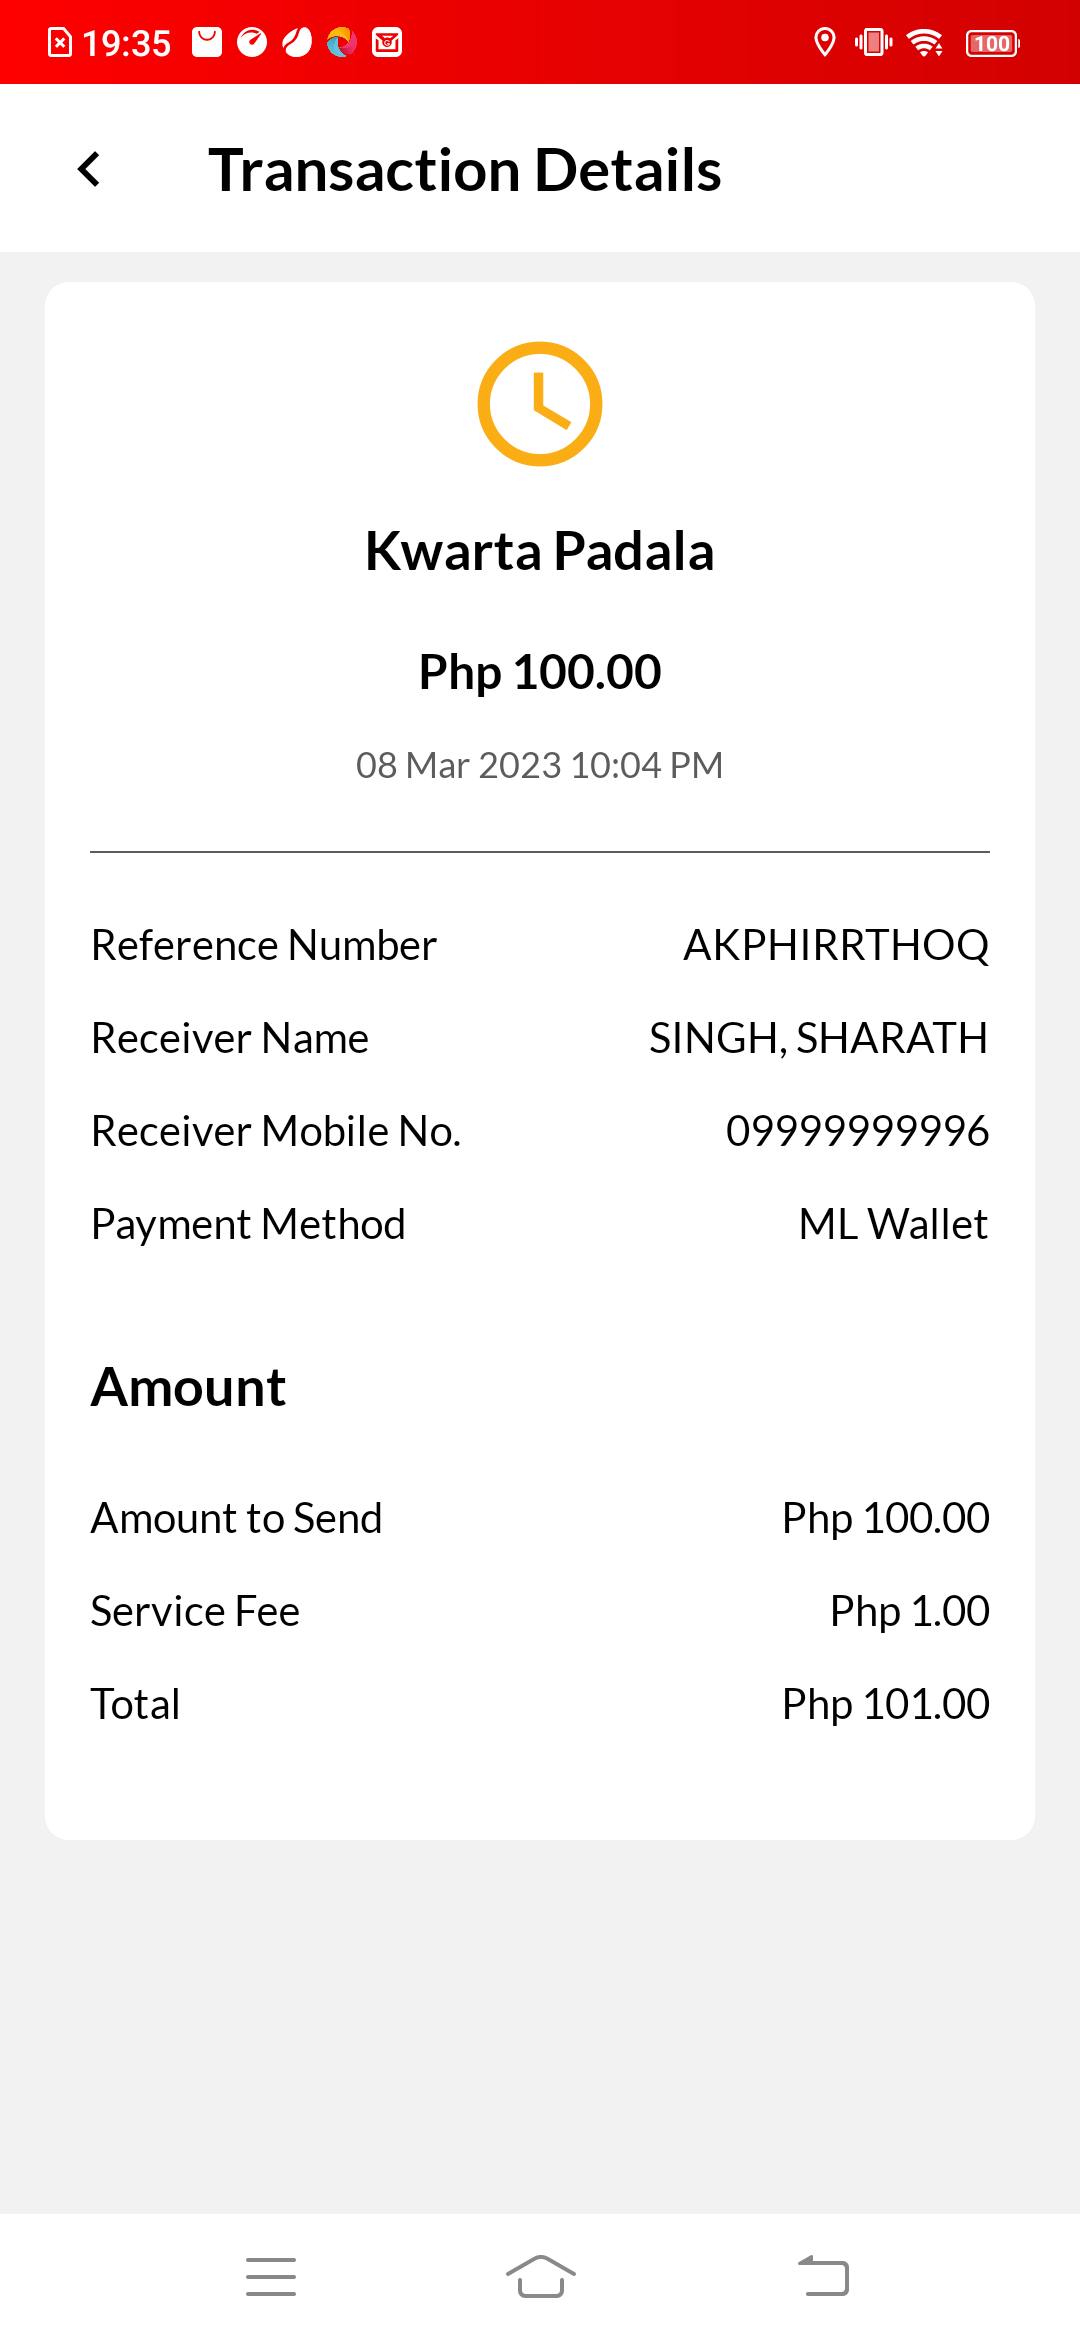 19:35
100
Transaction Details
Kwarta Padala
Php 100.00
08 Mar 2023 10:04 PM
Reference Number AKPHIRRTHOQ
Receiver Name SINGH, SHARATH
Receiver Mobile No. 09999999996
Payment Method ML Wallet
Amount
Amount to Send Php 100.00
Service Fee Php 1.00
Total Php 101.00